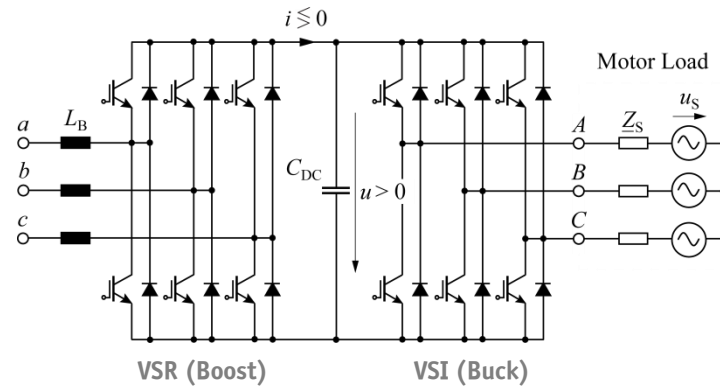 i ⋚ 0
Motor Load
a
L_B
b
c
C_DC
u > 0
A
B
C
Z_S
u_S
VSR (Boost)
VSI (Buck)